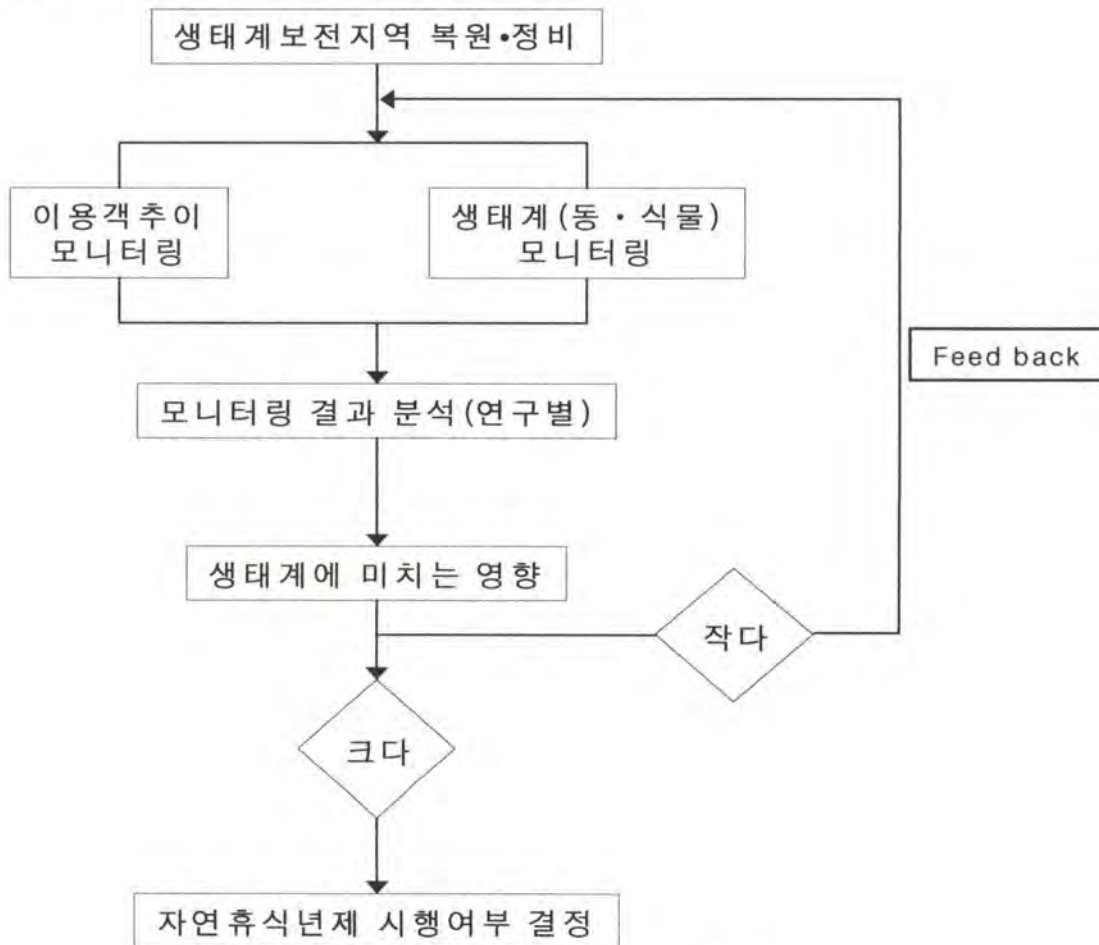 생태계보전지역 복원•정비
이용객추이
모니터링
생태계(동・식물)
모니터링
Feed back
모니터링 결과 분석(연구별)
생태계에 미치는 영향
작다
크다
자연휴식년제 시행여부 결정